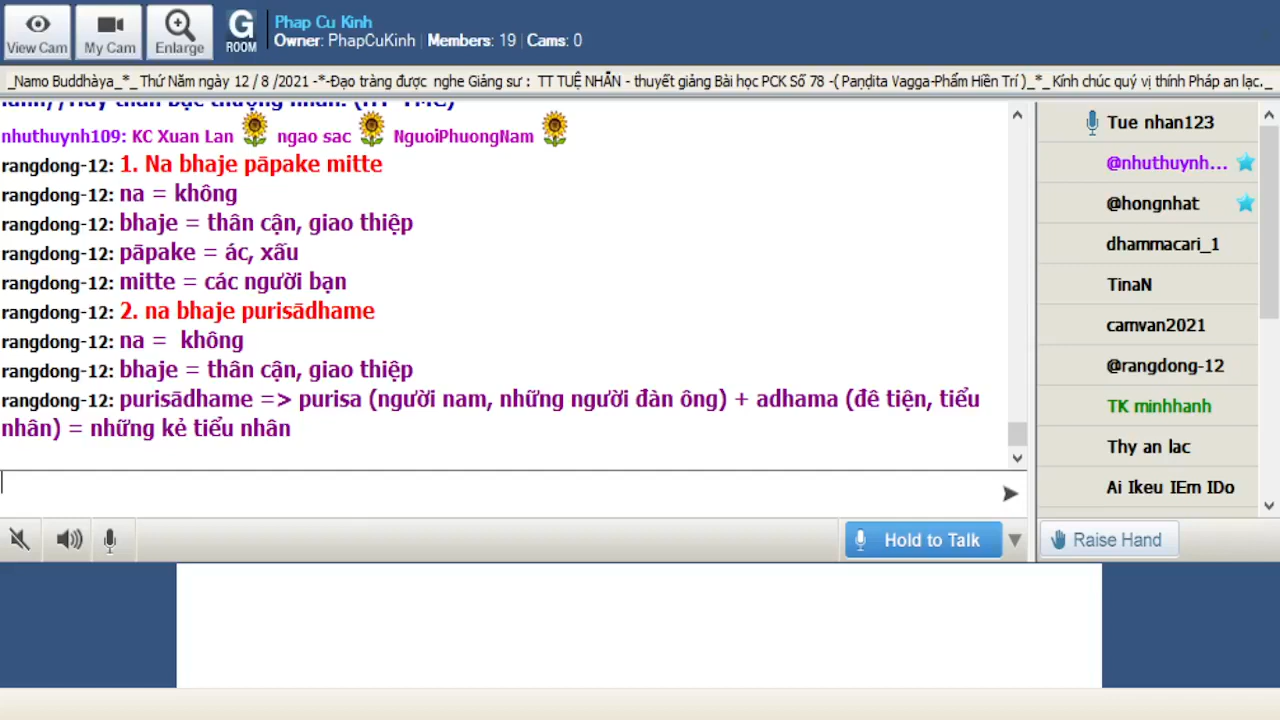 View Cam
My Cam
Enlarge
G
ROOM
Phap Cu Kinh
Owner: PhapCuKinh | Members: 19 | Cams: 0
_Namo Buddhàya_*_ Thứ Năm ngày 12 / 8 /2021 -*-Đạo tràng được nghe Giảng sư : TT TUỆ NHẪN - thuyết giảng Bài học PCK Số 78 -( Paṇḍita Vagga-Phẩm Hiền Trí )_*_ Kính chúc quý vị thính Pháp an lạc._
nhuthuynh109: KC Xuan Lan ngao sac NguoiPhuongNam
rangdong-12: 1. Na bhaje pāpake mitte
rangdong-12: na = không
rangdong-12: bhaje = thân cận, giao thiệp
rangdong-12: pāpake = ác, xấu
rangdong-12: mitte = các người bạn
rangdong-12: 2. na bhaje purisādhame
rangdong-12: na = không
rangdong-12: bhaje = thân cận, giao thiệp
rangdong-12: purisādhame => purisa (người nam, những người đàn ông) + adhama (đê tiện, tiểu
nhân) = những kẻ tiểu nhân
Tue nhan123
@nhuthuynh...
@hongnhat
dhammacari_1
TinaN
camvan2021
@rangdong-12
TK minhhanh
Thy an lac
Ai Ikeu IEm IDo
Hold to Talk
Raise Hand